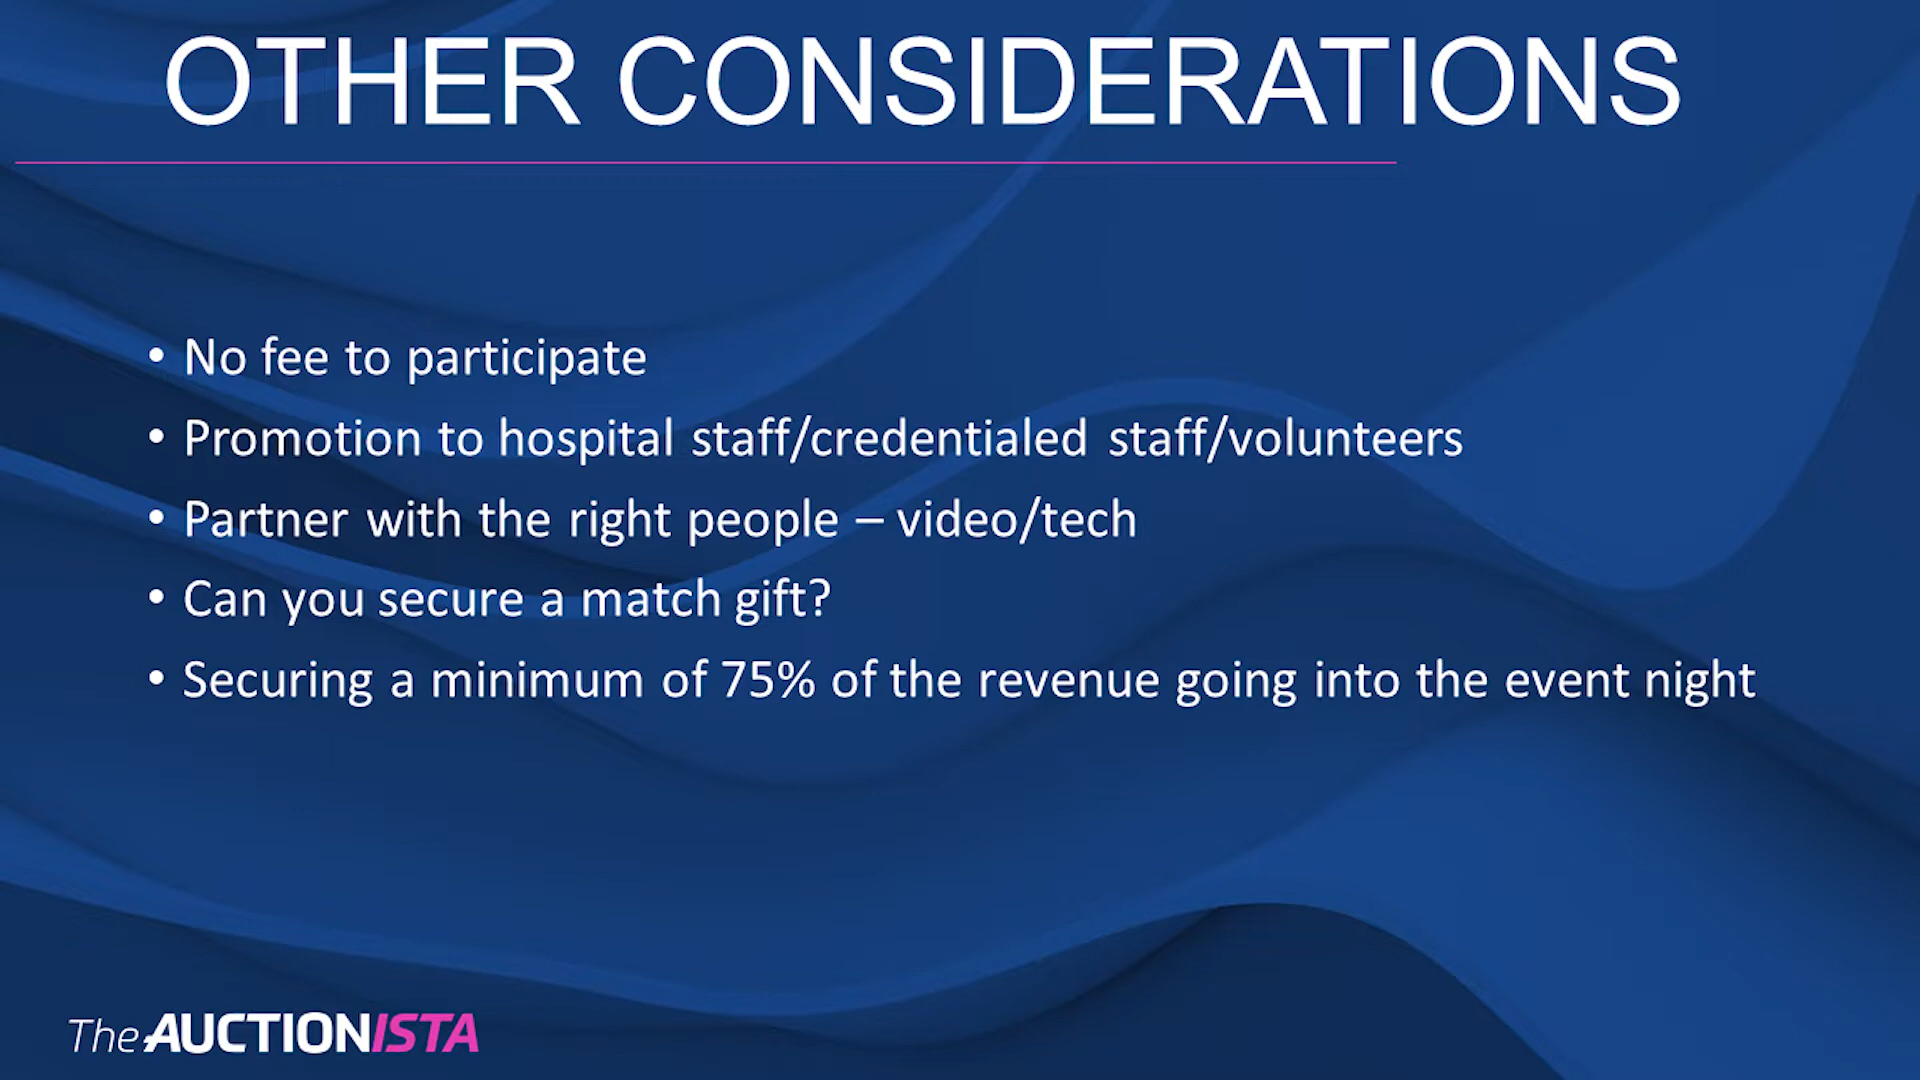 OTHER CONSIDERATIONS
• No fee to participate
• Promotion to hospital staff/credentialed staff/volunteers
• Partner with the right people – video/tech
• Can you secure a match gift?
• Securing a minimum of 75% of the revenue going into the event night
The AUCTIONISTA